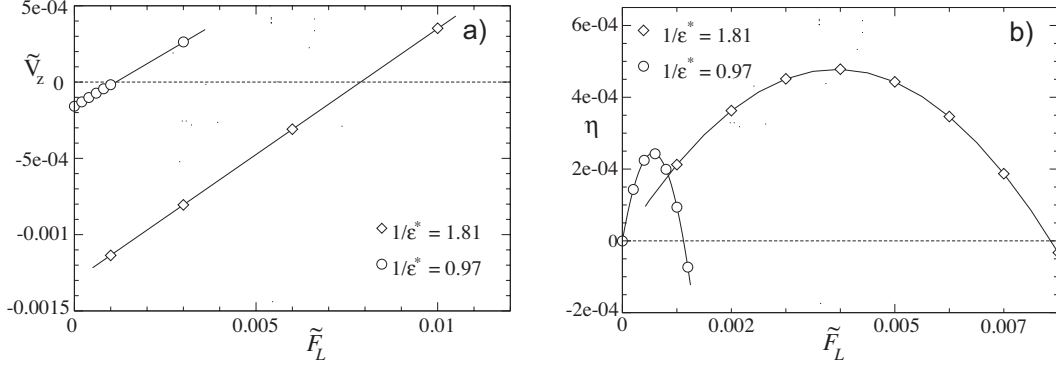 5e-04
a)
Ṽz
0
1/ε* = 1.81
1/ε* = 0.97
-5e-04
-0.001
1/ε* = 1.81
1/ε* = 0.97
-0.0015
0
0.005
0.01
F̃L
6e-04
b)
4e-04
η
2e-04
0
-2e-04
0
0.002
0.005
0.007
F̃L